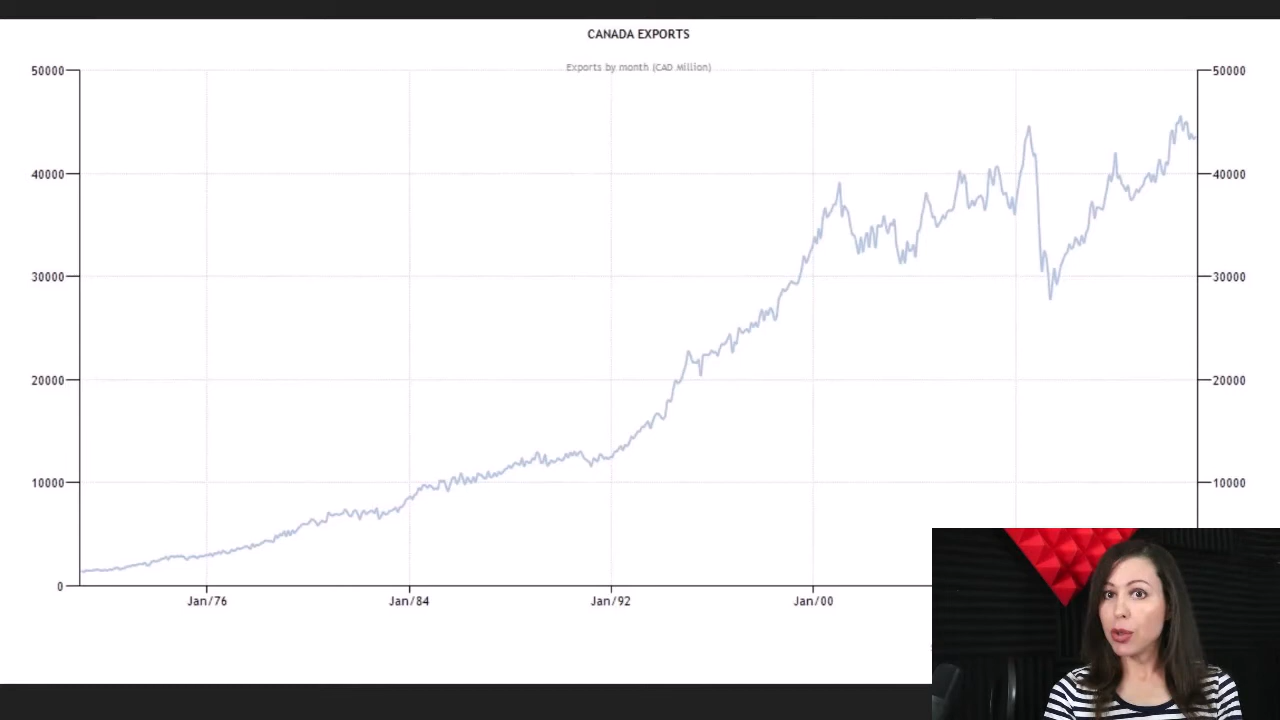 CANADA EXPORTS
Exports by month (CAD Million)
50000 50000
40000 40000
30000 30000
20000 20000
10000 10000
0
Jan/76 Jan/84 Jan/92 Jan/00